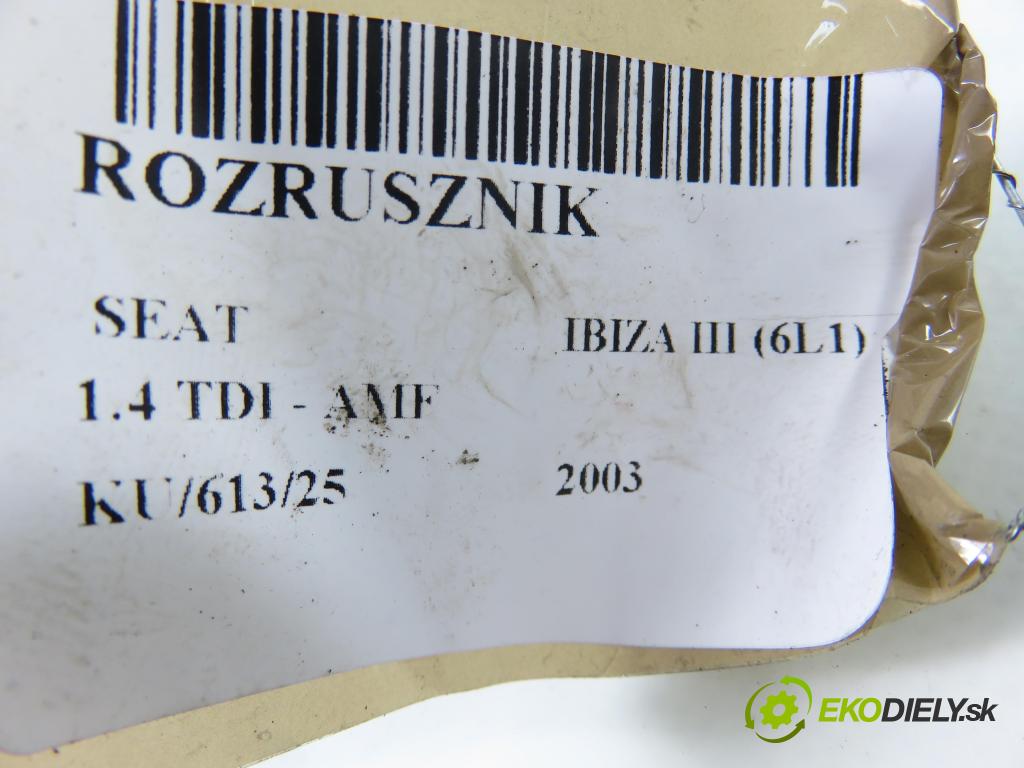 ROZRUSZNIK
SEAT IBIZA III (6L1)
1.4 TDI - AMF
KU/613/25 2003
EKODIELY.sk